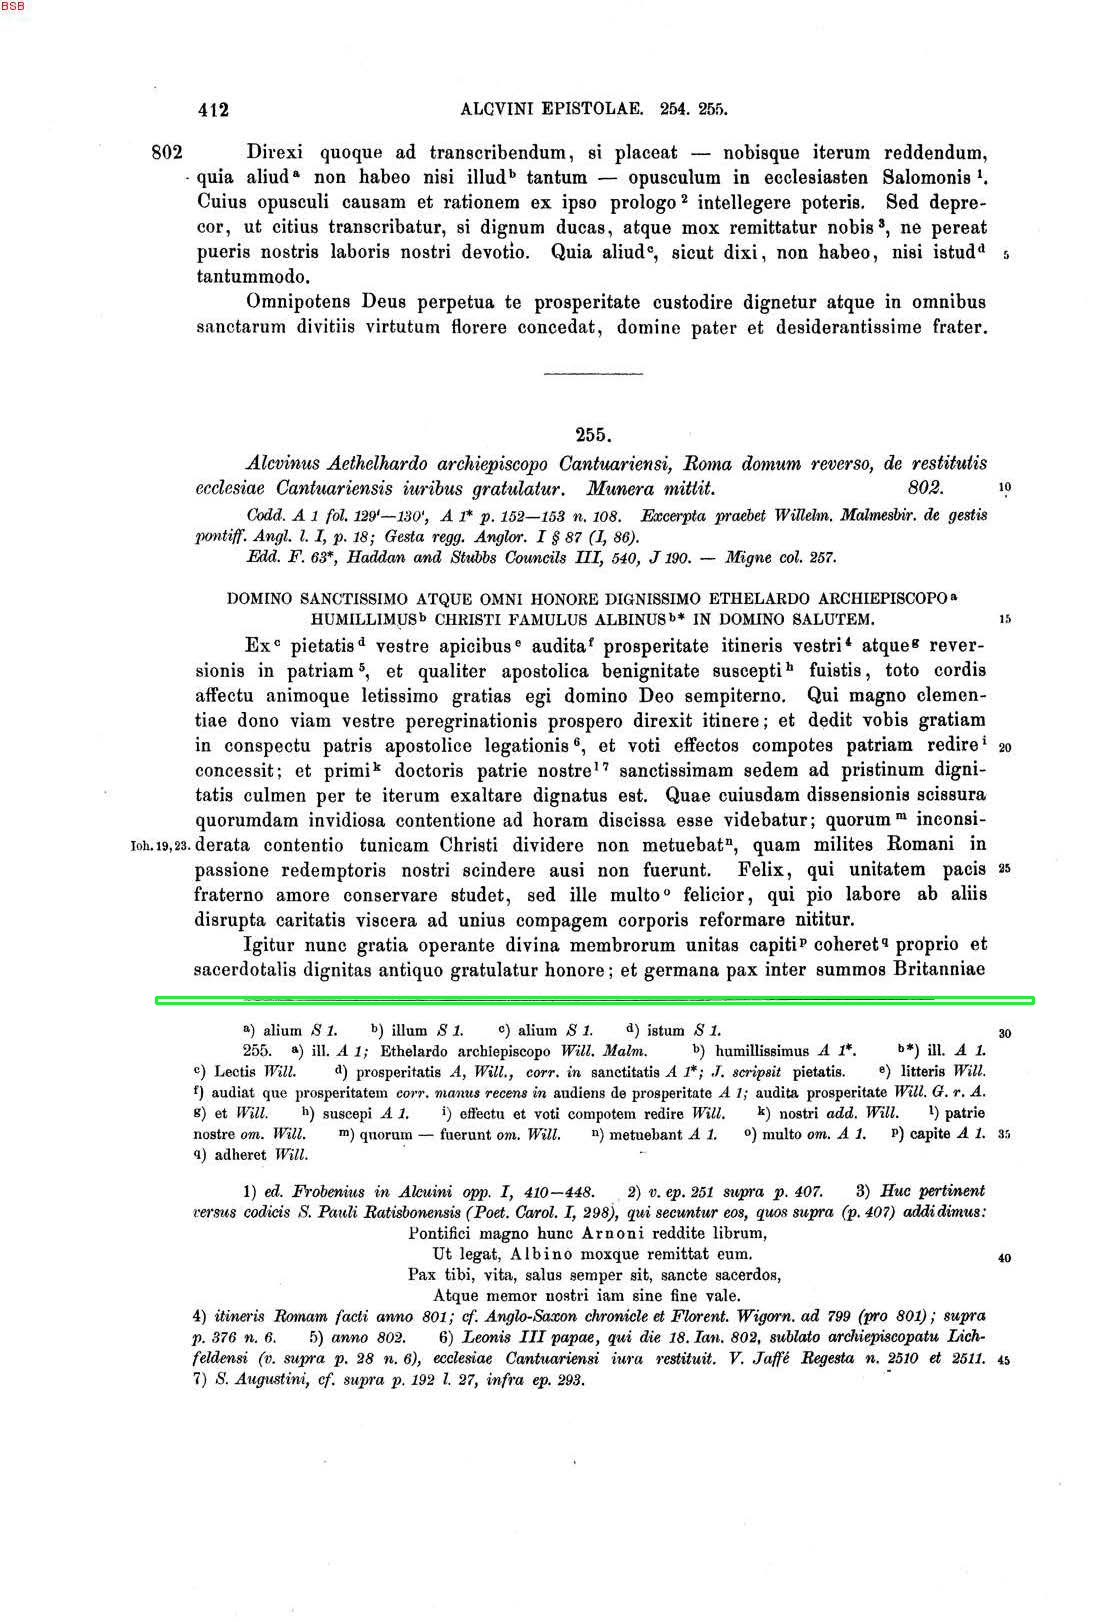 BSB
412 ALCVINI EPISTOLAE. 254. 255.
802 Direxi quoque ad transcribendum, si placeat — nobisque iterum reddendum,
quia aliud a non habeo nisi illud b tantum — opusculum in ecclesiasten Salomonis 1.
Cuius opusculi causam et rationem ex ipso prologo 2 intellegere poteris. Sed depre-
cor, ut citius transcribatur, si dignum ducas, atque mox remittatur nobis 3, ne pereat
pueris nostris laboris nostri devotio. Quia aliud c, sicut dixi, non habeo, nisi istud d 5
tantummodo.
Omnipotens Deus perpetua te prosperitate custodire dignetur atque in omnibus
sanctarum divitiis virtutum florere concedat, domine pater et desiderantissime frater.
255.
Alcvinus Aethelhardo archiepiscopo Cantuariensi, Roma domum reverso, de restitutis
ecclesiae Cantuariensis iuribus gratulatur. Munera mittit. 802. 10
Codd. A 1 fol. 129'—130', A 1* p. 152—153 n. 108. Excerpta praebet Willelm. Malmesbir. de gestis
pontiff. Angl. l. I, p. 18; Gesta regg. Anglor. I § 87 (I, 86).
Edd. F. 63*, Haddan and Stubbs Councils III, 540, J 190. — Migne col. 257.
DOMINO SANCTISSIMO ATQUE OMNI HONORE DIGNISSIMO ETHELARDO ARCHIEPISCOPO a
HUMILLIMUS b CHRISTI FAMULUS ALBINUS b* IN DOMINO SALUTEM. 15
Ex c pietatis d vestre apicibus e audita f prosperitate itineris vestri 4 atque g rever-
sionis in patriam 5, et qualiter apostolica benignitate suscepti h fuistis, toto cordis
affectu animoque letissimo gratias egi domino Deo sempiterno. Qui magno clemen-
tiae dono viam vestre peregrinationis prospero direxit itinere; et dedit vobis gratiam
in conspectu patris apostolice legationis 6, et voti effectos compotes patriam redire i 20
concessit; et primi k doctoris patrie nostre l 7 sanctissimam sedem ad pristinum digni-
tatis culmen per te iterum exaltare dignatus est. Quae cuiusdam dissensionis scissura
quorumdam invidiosa contentione ad horam discissa esse videbatur; quorum m inconsi-
Ioh. 19, 23. derata contentio tunicam Christi dividere non metuebat n, quam milites Romani in
passione redemptoris nostri scindere ausi non fuerunt. Felix, qui unitatem pacis 25
fraterno amore conservare studet, sed ille multo o felicior, qui pio labore ab aliis
disrupta caritatis viscera ad unius compagem corporis reformare nititur.
Igitur nunc gratia operante divina membrorum unitas capiti p coheret q proprio et
sacerdotalis dignitas antiquo gratulatur honore; et germana pax inter summos Britanniae
a) alium S 1. b) illum S 1. c) alium S 1. d) istum S 1. 30
255. a) ill. A 1; Ethelardo archiepiscopo Will. Malm. b) humillissimus A 1*. b*) ill. A 1.
c) Lectis Will. d) prosperitatis A, Will., corr. in sanctitatis A 1*; J. scripsit pietatis. e) litteris Will.
f) audiat que prosperitatem corr. manus recens in audiens de prosperitate A 1; audita prosperitate Will. G. r. A.
g) et Will. h) suscepi A 1. i) effectu et voti compotem redire Will. k) nostri add. Will. l) patrie
nostre om. Will. m) quorum — fuerunt om. Will. n) metuebant A 1. o) multo om. A 1. p) capite A 1. 35
q) adheret Will.
1) ed. Frobenius in Alcuini opp. I, 410—448. 2) v. ep. 251 supra p. 407. 3) Huc pertinent
versus codicis S. Pauli Ratisbonensis (Poet. Carol. I, 298), qui secuntur eos, quos supra (p. 407) addidimus:
Pontifici magno hunc Arnoni reddite librum,
Ut legat, Albino moxque remittat eum. 40
Pax tibi, vita, salus semper sit, sancte sacerdos,
Atque memor nostri iam sine fine vale.
4) itineris Romam facti anno 801; cf. Anglo-Saxon chronicle et Florent. Wigorn. ad 799 (pro 801); supra
p. 376 n. 6. 5) anno 802. 6) Leonis III papae, qui die 18. Ian. 802, sublato archiepiscopatu Lich-
feldensi (v. supra p. 28 n. 6), ecclesiae Cantuariensi iura restituit. V. Jaffé Regesta n. 2510 et 2511. 45
7) S. Augustini, cf. supra p. 192 l. 27, infra ep. 293.